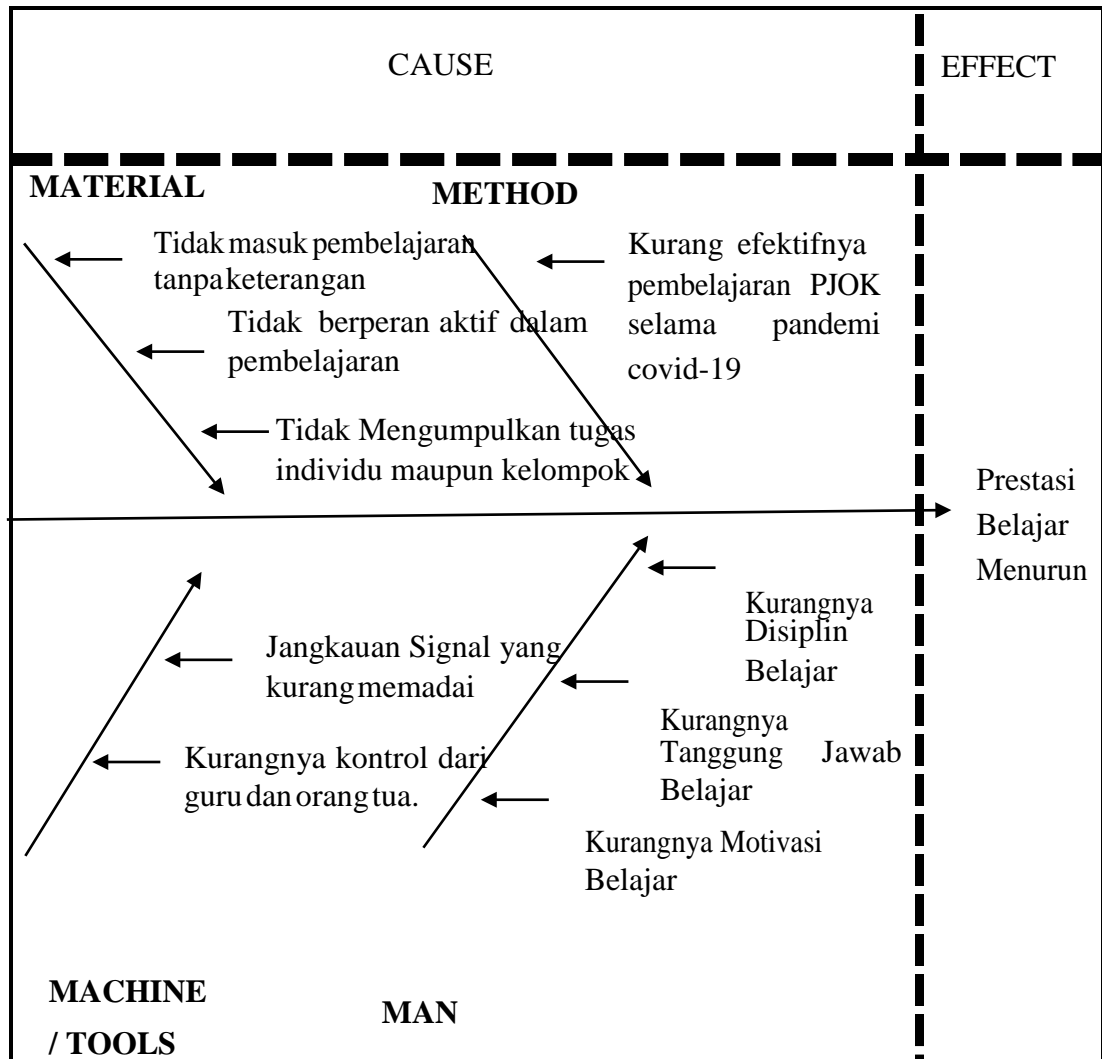 CAUSE
EFFECT
MATERIAL
METHOD
Tidak masuk pembelajaran
tanpa keterangan
Tidak berperan aktif dalam
pembelajaran
Tidak Mengumpulkan tugas
individu maupun kelompok
Kurang efektifnya
pembelajaran PJOK
selama pandemi
covid-19
Prestasi
Belajar
Menurun
Jangkauan Signal yang
kurang memadai
Kurangnya kontrol dari
guru dan orang tua.
Kurangnya
Disiplin
Belajar
Kurangnya
Tanggung Jawab
Belajar
Kurangnya Motivasi
Belajar
MACHINE
/ TOOLS
MAN